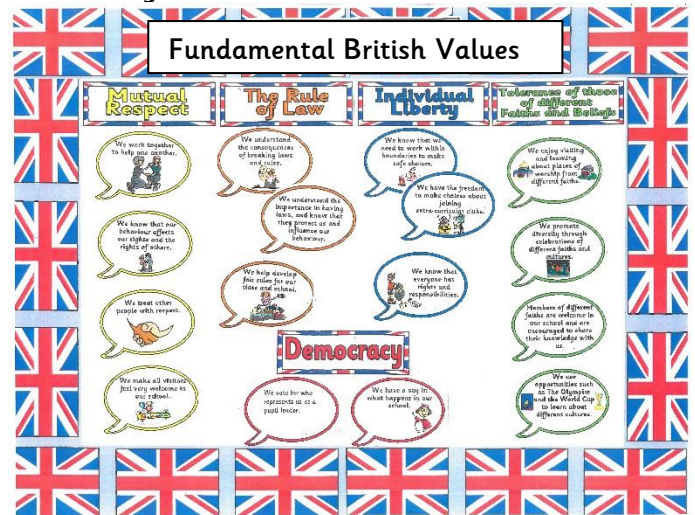 Fundamental British Values
Mutual
Respect
We work together
to help one another.
We know that our
behaviour affects
our rights and the
rights of others.
We treat other
people with respect.
We make all visitors
feel very welcome in
our school.
The Rule
of Law
We understand
the consequences
of breaking laws
and rules.
We understand the
importance in having
laws, and know that
they protect us and
influence our
behaviour.
We help develop
fair rules for our
class and school.
Individual
Liberty
We know that we
need to work within
boundaries to make
safe choices.
We have the freedom
to make choices about
joining
extra-curricular clubs.
We know that
everyone has
rights and
responsibilities.
Tolerance of those
of different
Faiths and Beliefs
We enjoy visiting
and learning
about places of
worship from
different faiths.
We promote
diversity through
celebrations of
different faiths and
cultures.
Members of different
faiths are welcome in
our school and are
encouraged to share
their knowledge with
us.
We use
opportunities such
as The Olympics
and the World Cup
to learn about
different cultures.
Democracy
We vote for who
represents us as a
pupil leader.
We have a say in
what happens in our
school.